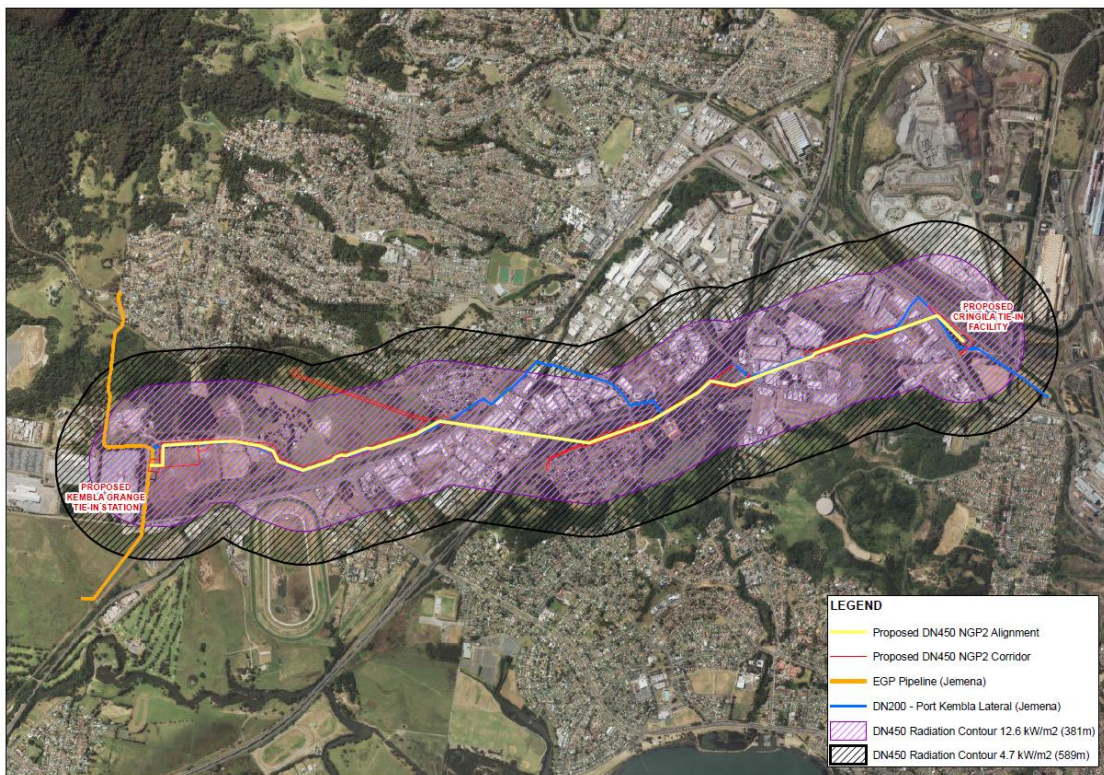 PROPOSED
CRINGILA TIE-IN
FACILITY
PROPOSED
KEMBLA GRANGE
TIE-IN STATION
LEGEND
Proposed DN450 NGP2 Alignment
Proposed DN450 NGP2 Corridor
EGP Pipeline (Jemena)
DN200 - Port Kembla Lateral (Jemena)
DN450 Radiation Contour 12.6 kW/m2 (381m)
DN450 Radiation Contour 4.7 kW/m2 (589m)